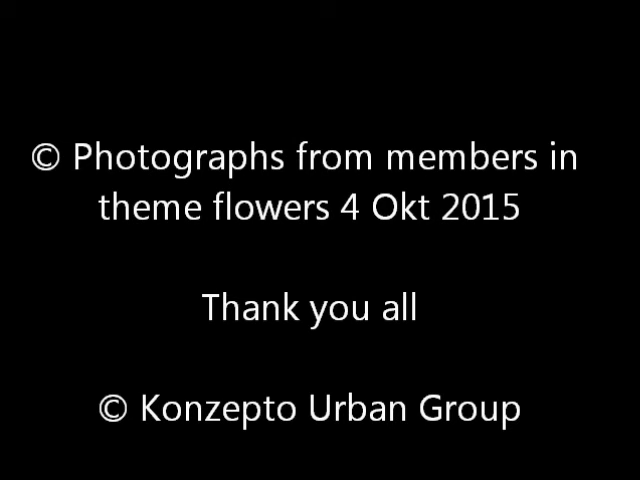 © Photographs from members in
theme flowers 4 Okt 2015
Thank you all
© Konzepto Urban Group